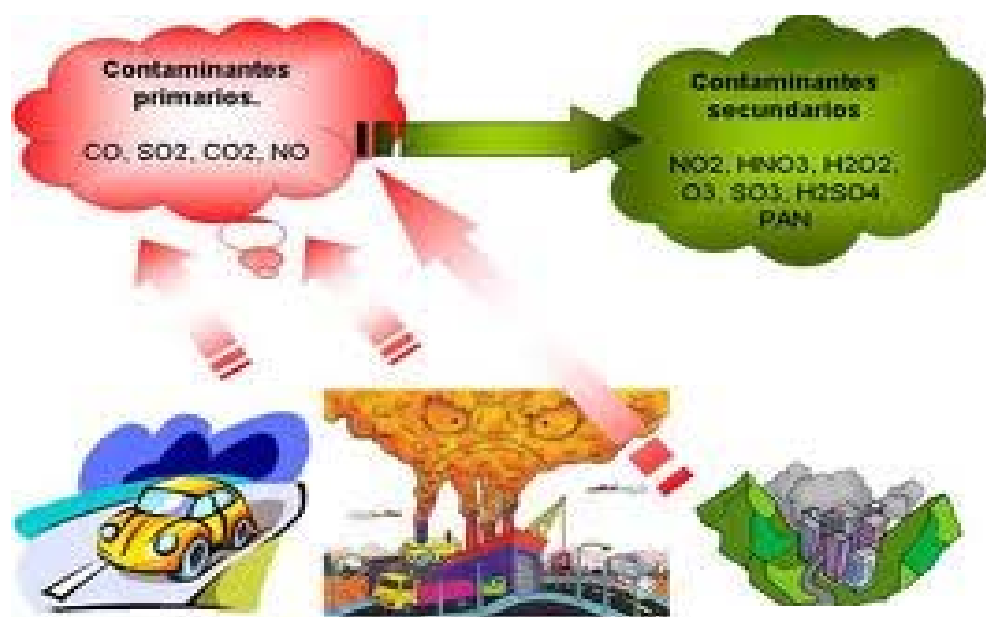 Contaminantes
primarios.
CO, SO2, CO2, NO
Contaminantes
secundarios
NO2, HNO3, H2O2,
O3, SO3, H2SO4,
PAN